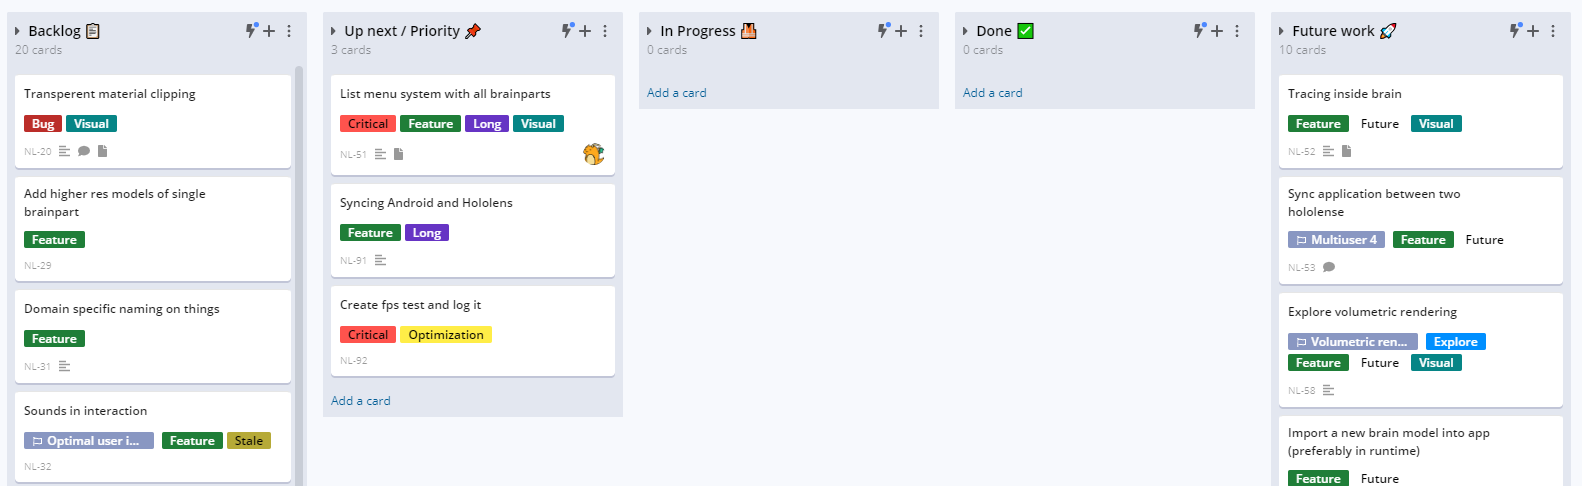 Backlog
20 cards
Transperent material clipping
Bug Visual
NL-20
Add higher res models of single
brainpart
Feature
NL-29
Domain specific naming on things
Feature
NL-31
Sounds in interaction
Optimal user i... Feature Stale
NL-32
Up next / Priority
3 cards
List menu system with all brainparts
Critical Feature Long Visual
NL-51
Syncing Android and Hololens
Feature Long
NL-91
Create fps test and log it
Critical Optimization
NL-92
Add a card
In Progress
0 cards
Add a card
Done
0 cards
Add a card
Future work
10 cards
Tracing inside brain
Feature Future Visual
NL-52
Sync application between two
hololense
Multiuser 4 Feature Future
NL-53
Explore volumetric rendering
Volumetric ren... Explore
Feature Future Visual
NL-58
Import a new brain model into app
(preferably in runtime)
Feature Future